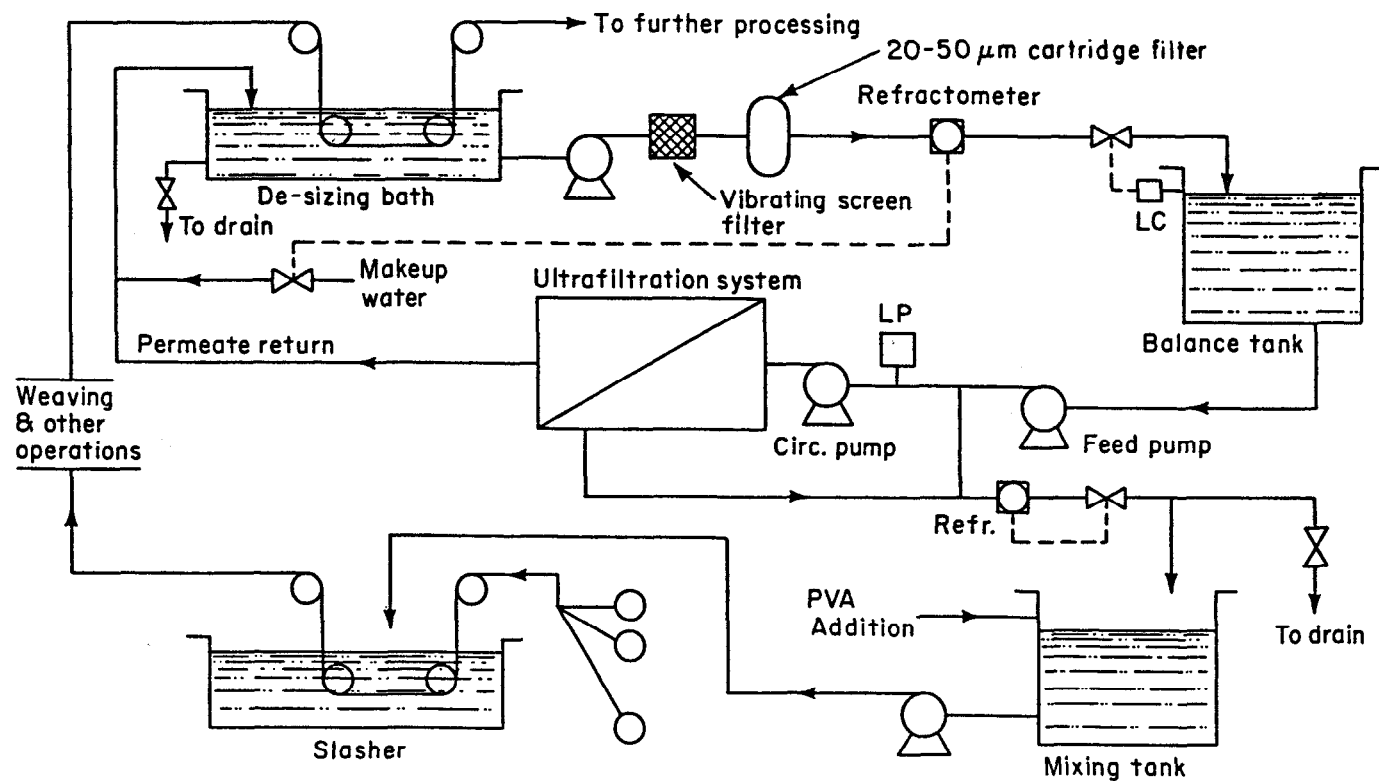 To further processing
20-50 μm cartridge filter
Refractometer
De-sizing bath
To drain
Vibrating screen
filter
LC
Makeup
water
Ultrafiltration system
LP
Permeate return
Balance tank
Weaving
& other
operations
Circ. pump
Feed pump
Refr.
PVA
Addition
To drain
Slasher
Mixing tank